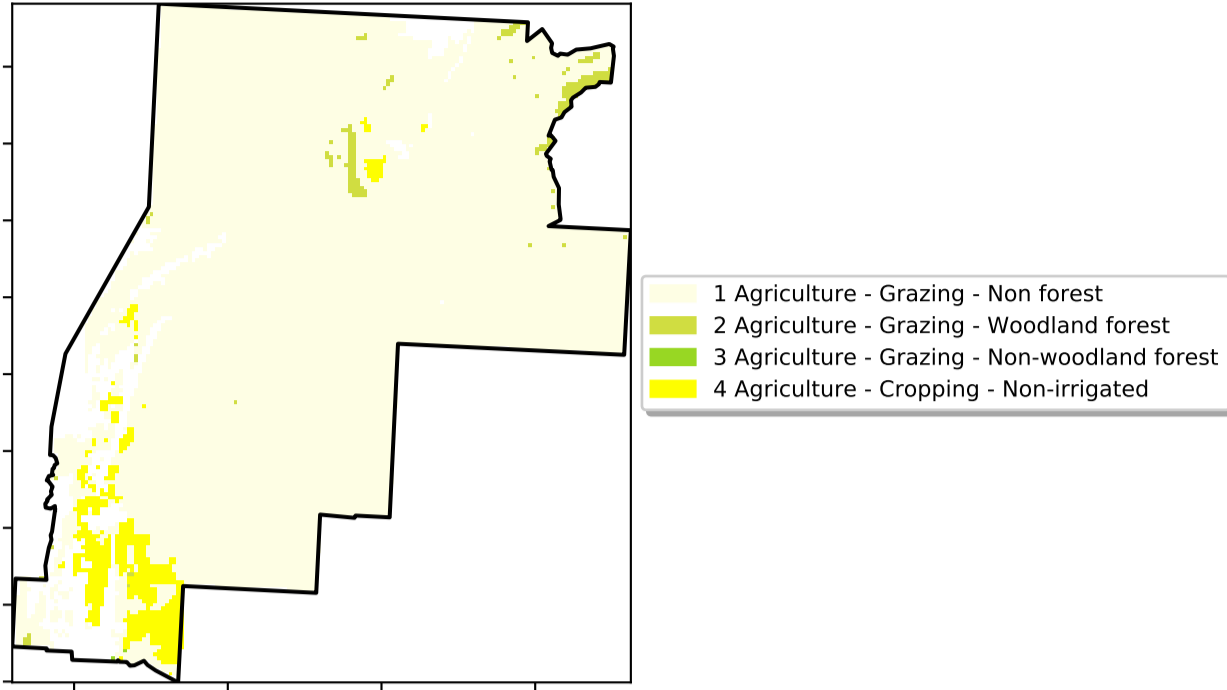 1 Agriculture - Grazing - Non forest
2 Agriculture - Grazing - Woodland forest
3 Agriculture - Grazing - Non-woodland forest
4 Agriculture - Cropping - Non-irrigated